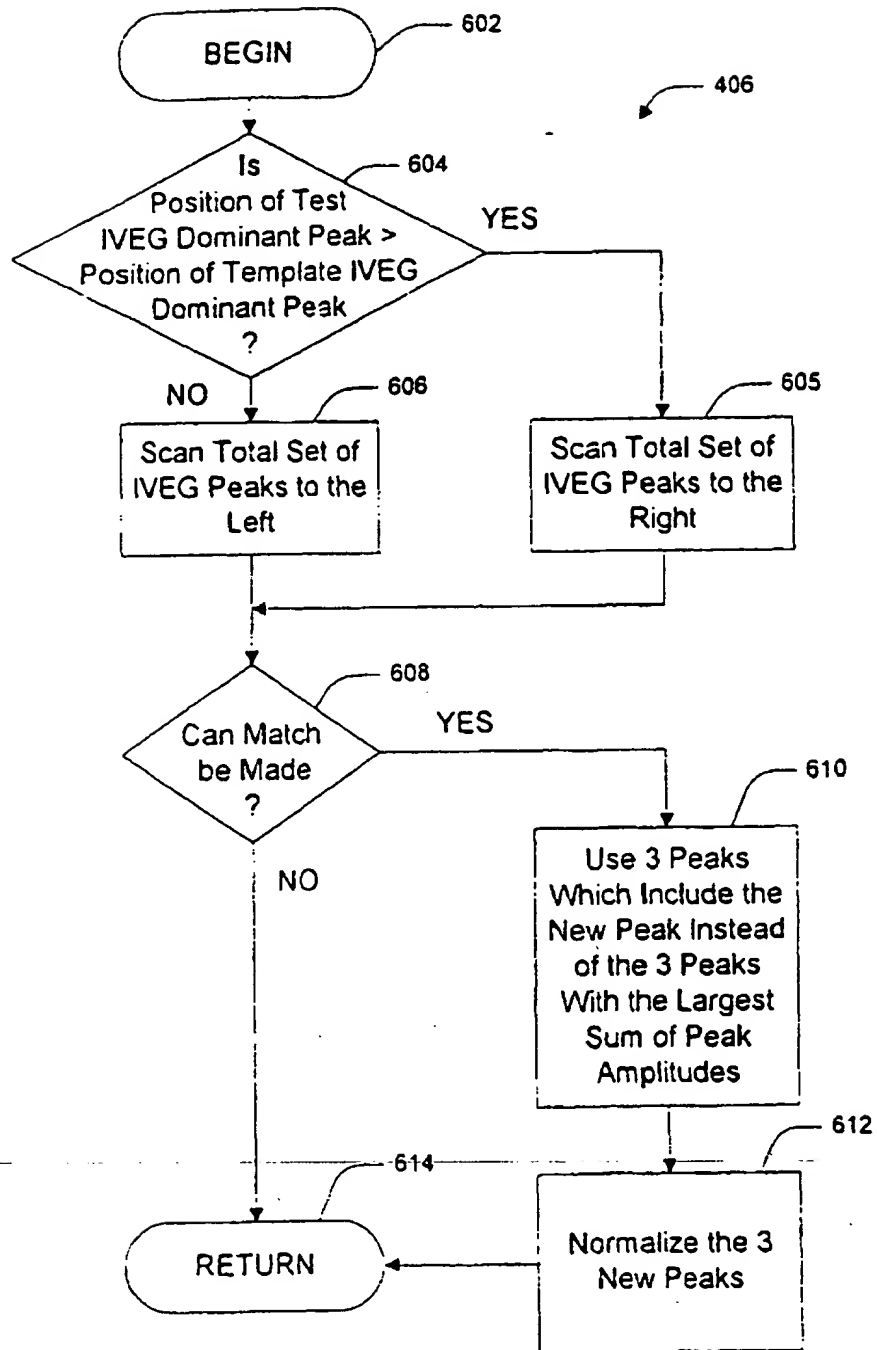 BEGIN
602
406
Is
Position of Test
IVEG Dominant Peak >
Position of Template IVEG
Dominant Peak
?
604
YES
NO
606
Scan Total Set of
IVEG Peaks to the
Left
605
Scan Total Set of
IVEG Peaks to the
Right
608
Can Match
be Made
?
YES
NO
610
Use 3 Peaks
Which Include the
New Peak Instead
of the 3 Peaks
With the Largest
Sum of Peak
Amplitudes
612
Normalize the 3
New Peaks
614
RETURN